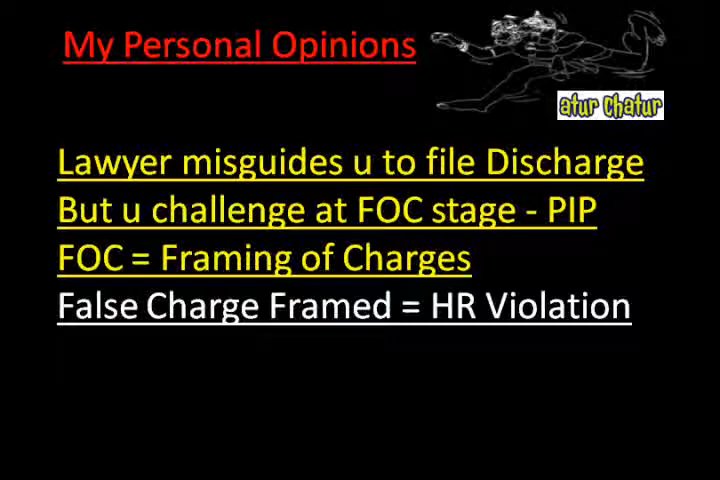 My Personal Opinions
atur chatur
Lawyer misguides u to file Discharge
But u challenge at FOC stage - PIP
FOC = Framing of Charges
False Charge Framed = HR Violation